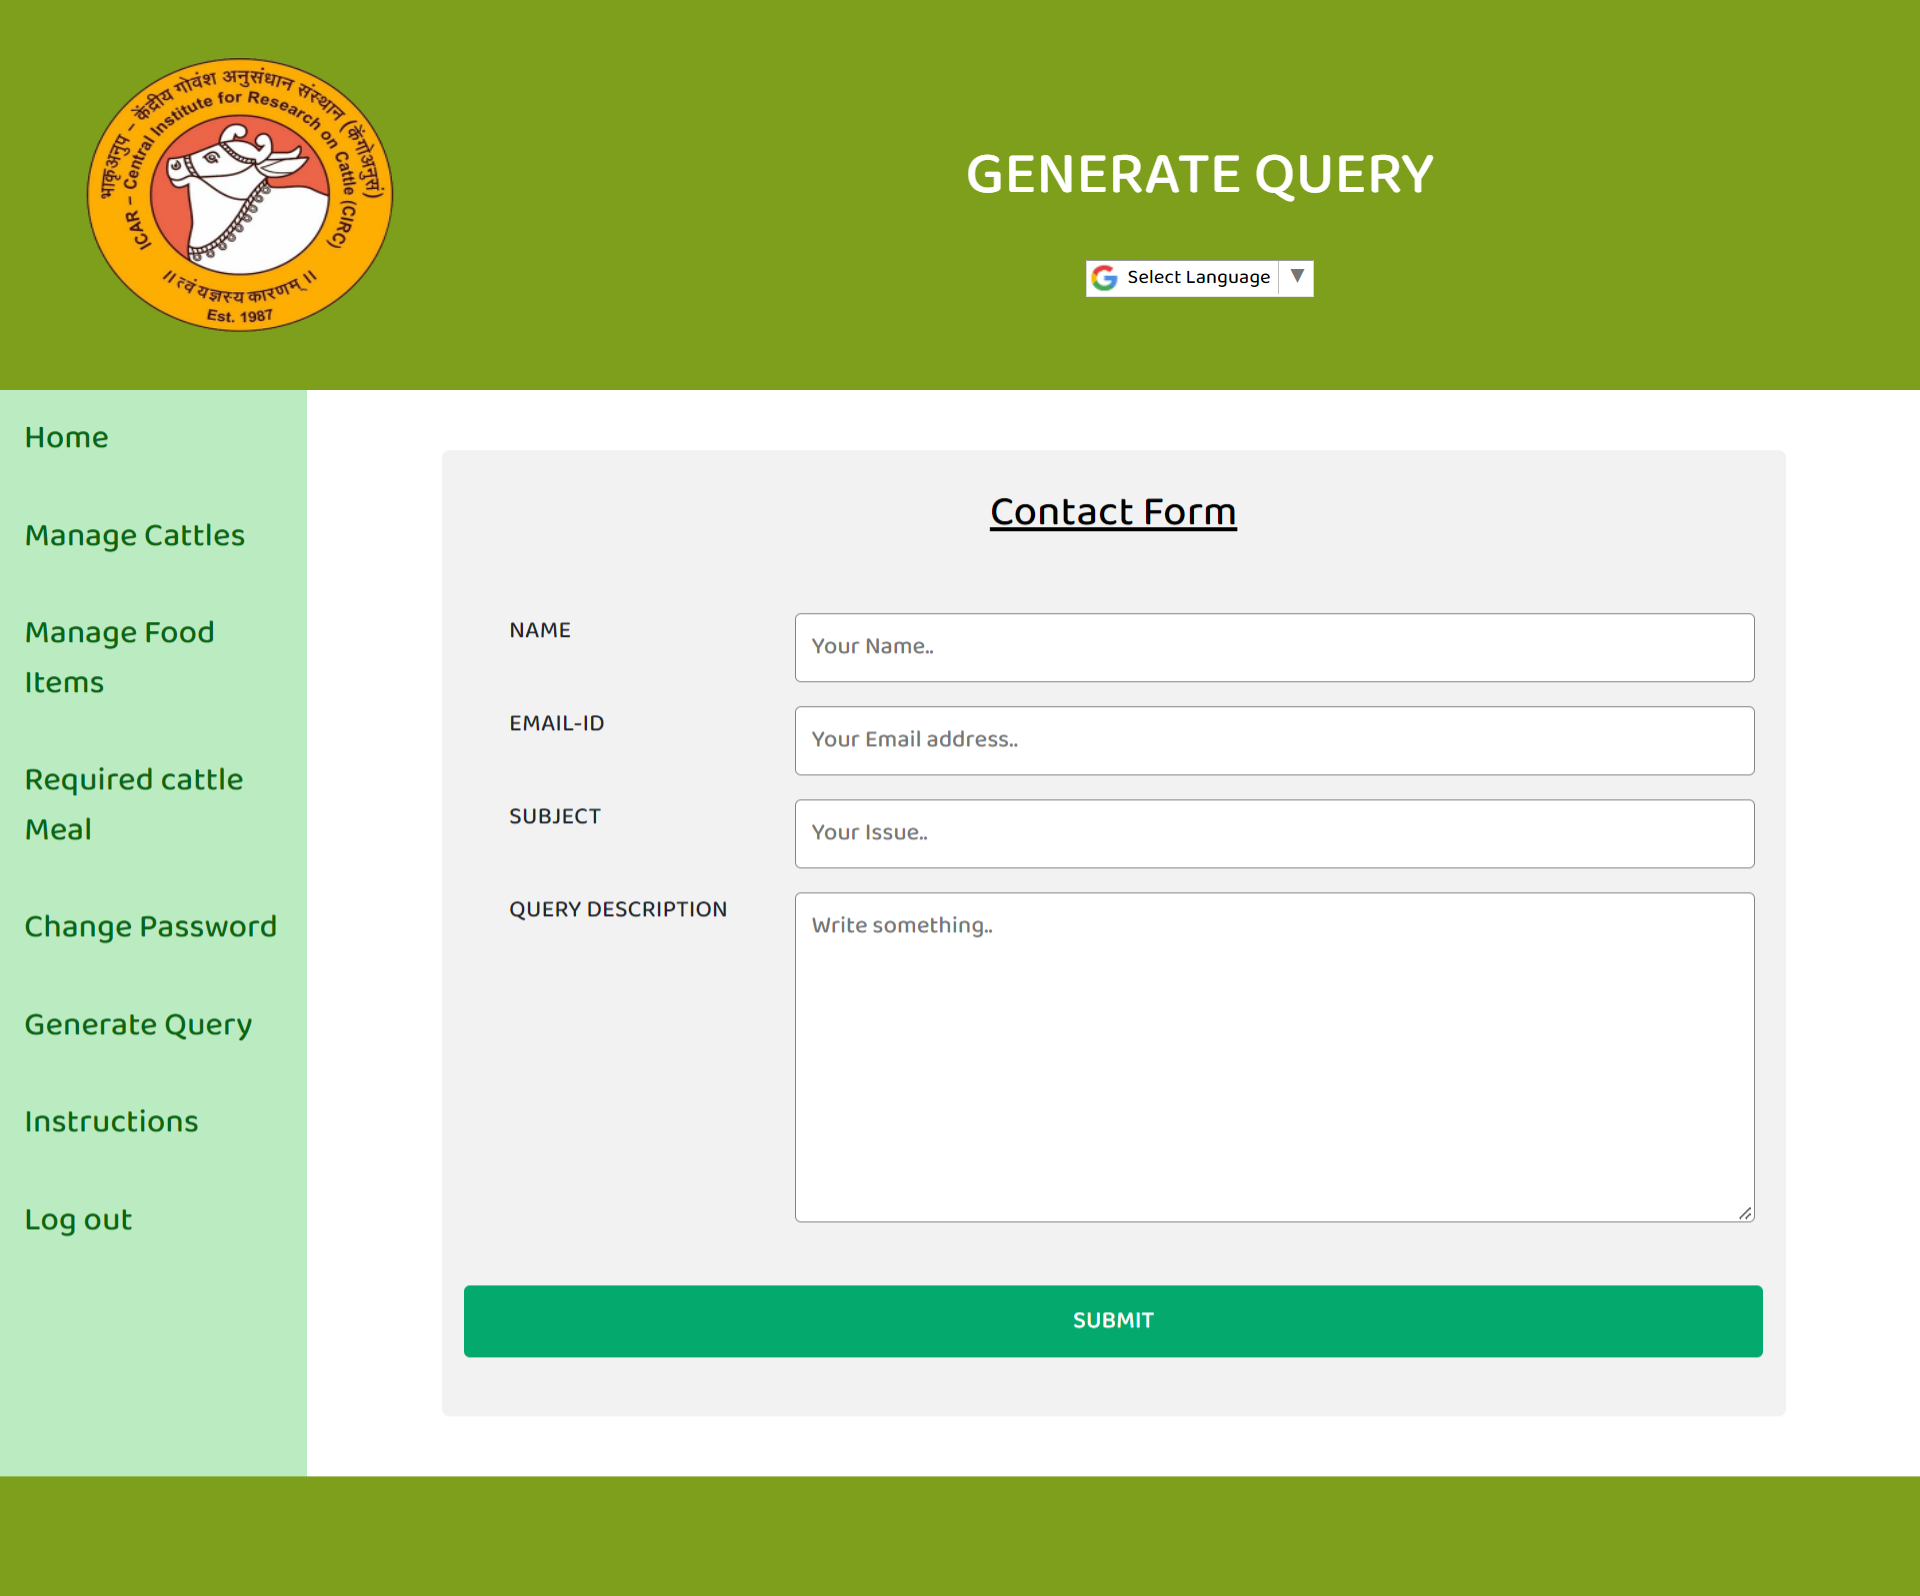 भाकृअनुप - केंद्रीय गोवंश अनुसंधान संस्थान (केंगोअनुसं)
ICAR - Central Institute for Research on Cattle (CIRC)
॥ त्वं यज्ञस्य कारणम् ॥
Est. 1987
GENERATE QUERY
Select Language ▼
Home
Manage Cattles
Manage Food
Items
Required cattle
Meal
Change Password
Generate Query
Instructions
Log out
Contact Form
NAME
Your Name..
EMAIL-ID
Your Email address..
SUBJECT
Your Issue..
QUERY DESCRIPTION
Write something..
SUBMIT